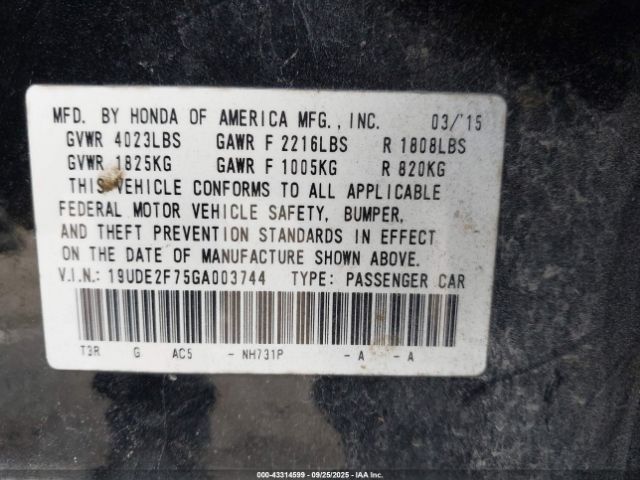 MFD. BY HONDA OF AMERICA MFG., INC. 03/'15
GVWR 4023LBS GAWR F 2216LBS R 1808LBS
GVWR 1825KG GAWR F 1005KG R 820KG
THIS VEHICLE CONFORMS TO ALL APPLICABLE
FEDERAL MOTOR VEHICLE SAFETY, BUMPER,
AND THEFT PREVENTION STANDARDS IN EFFECT
ON THE DATE OF MANUFACTURE SHOWN ABOVE.
V.I.N.: 19UDE2F75GA003744 TYPE: PASSENGER CAR
T3R G AC5 - NH731P - A - A
000-43314599 - 09/25/2025 - IAA Inc.